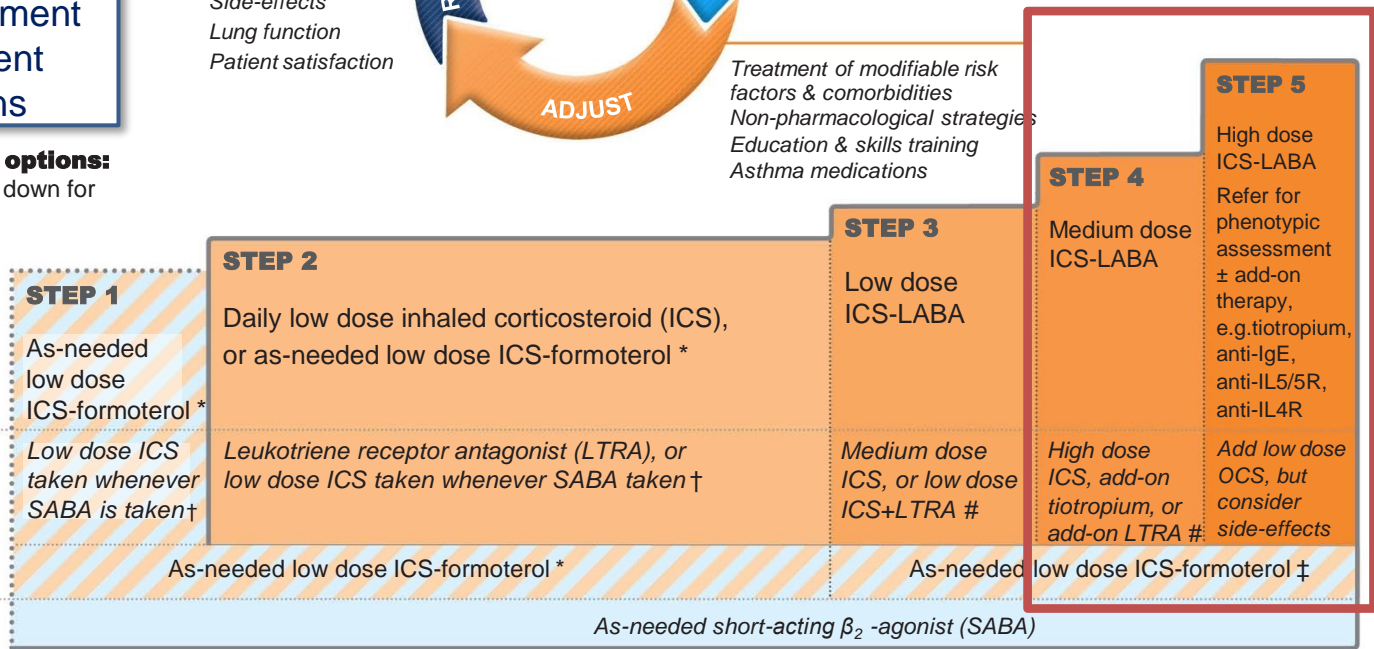 ment
ent
ns
Side-effects
Lung function
Patient satisfaction
R
ADJUST
Treatment of modifiable risk
factors & comorbidities
Non-pharmacological strategies
Education & skills training
Asthma medications
options:
down for
STEP 1
As-needed
low dose
ICS-formoterol *
Low dose ICS
taken whenever
SABA is taken†
STEP 2
Daily low dose inhaled corticosteroid (ICS),
or as-needed low dose ICS-formoterol *
Leukotriene receptor antagonist (LTRA), or
low dose ICS taken whenever SABA taken†
STEP 3
Low dose
ICS-LABA
Medium dose
ICS, or low dose
ICS+LTRA #
STEP 4
Medium dose
ICS-LABA
High dose
ICS, add-on
tiotropium, or
add-on LTRA #
STEP 5
High dose
ICS-LABA
Refer for
phenotypic
assessment
± add-on
therapy,
e.g.tiotropium,
anti-IgE,
anti-IL5/5R,
anti-IL4R
Add low dose
OCS, but
consider
side-effects
As-needed low dose ICS-formoterol *
As-needed low dose ICS-formoterol ‡
As-needed short-acting β₂ -agonist (SABA)